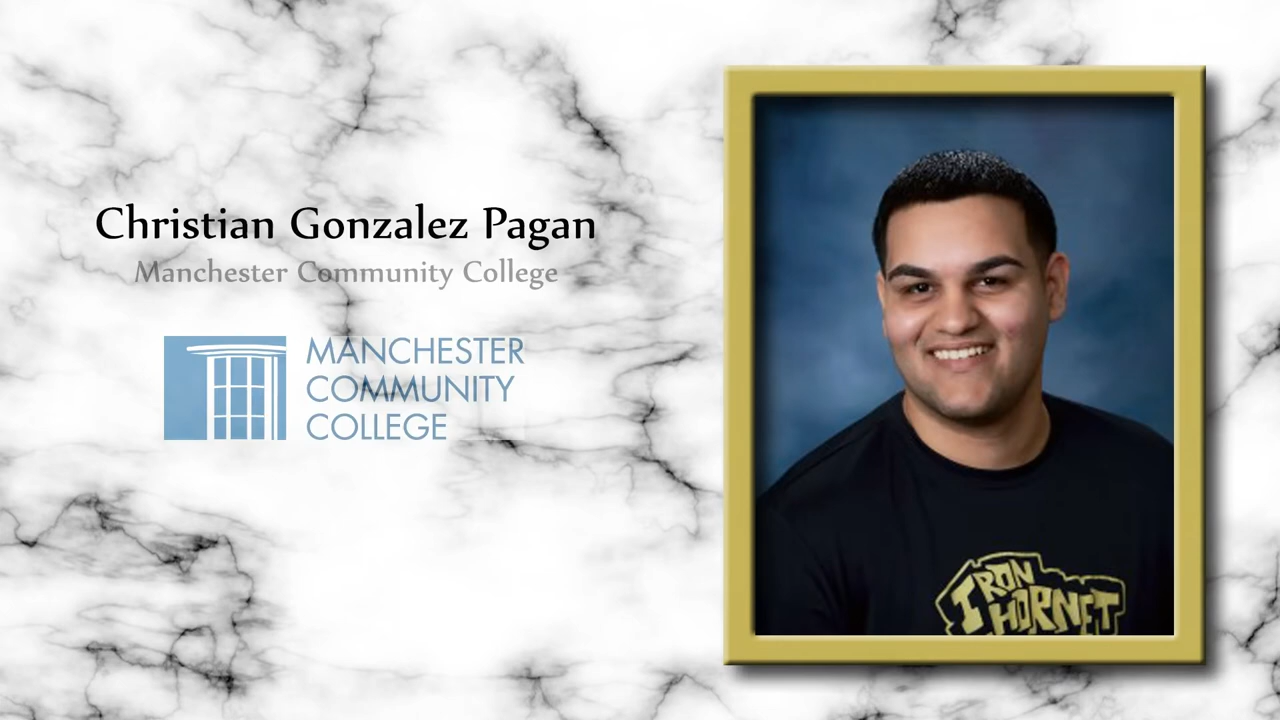 Christian Gonzalez Pagan
Manchester Community College
MANCHESTER
COMMUNITY
COLLEGE
IRON
HORNET